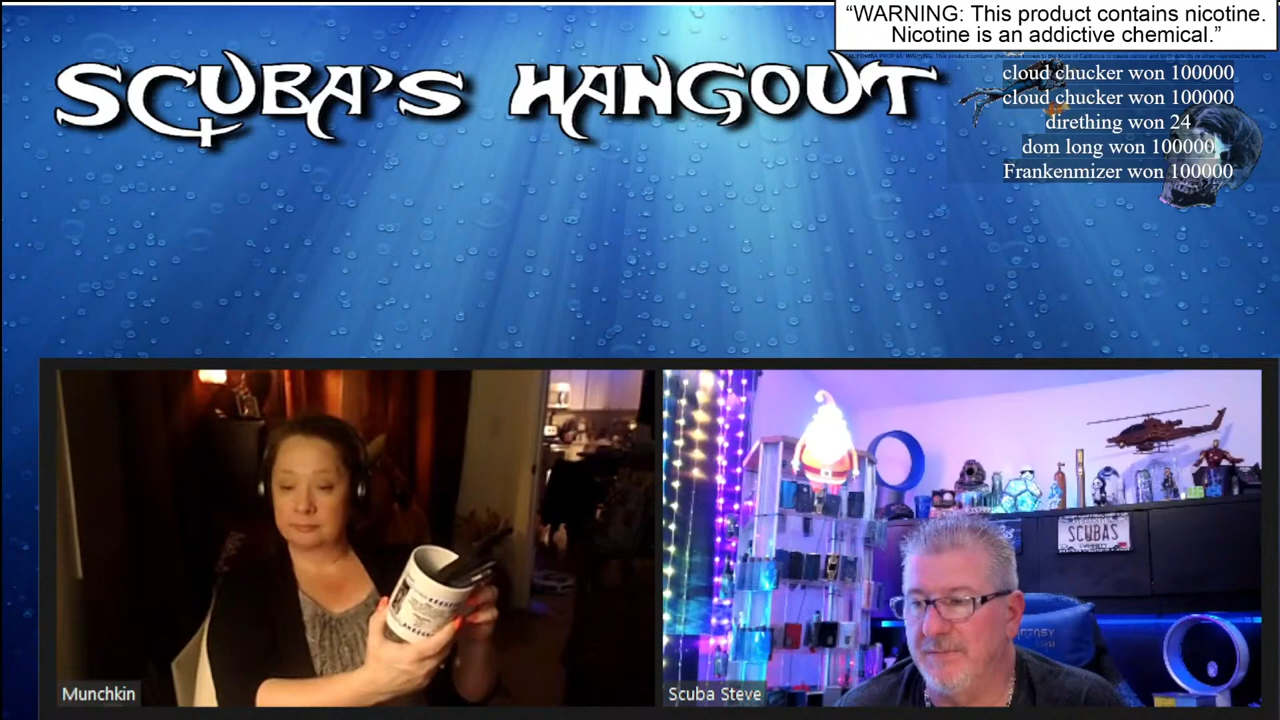 “WARNING: This product contains nicotine.
Nicotine is an addictive chemical.”
SCUBA'S HANGOUT
cloud chucker won 100000
cloud chucker won 100000
dirething won 24
dom long won 100000
Frankenmizer won 100000
SCUBAS
Munchkin
Scuba Steve